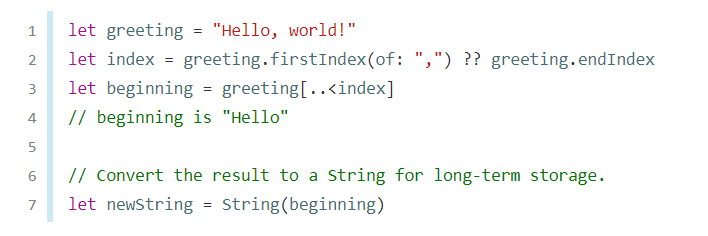 1 let greeting = "Hello, world!"
2 let index = greeting.firstIndex(of: ",") ?? greeting.endIndex
3 let beginning = greeting[..<index]
4 // beginning is "Hello"
5
6 // Convert the result to a String for long-term storage.
7 let newString = String(beginning)